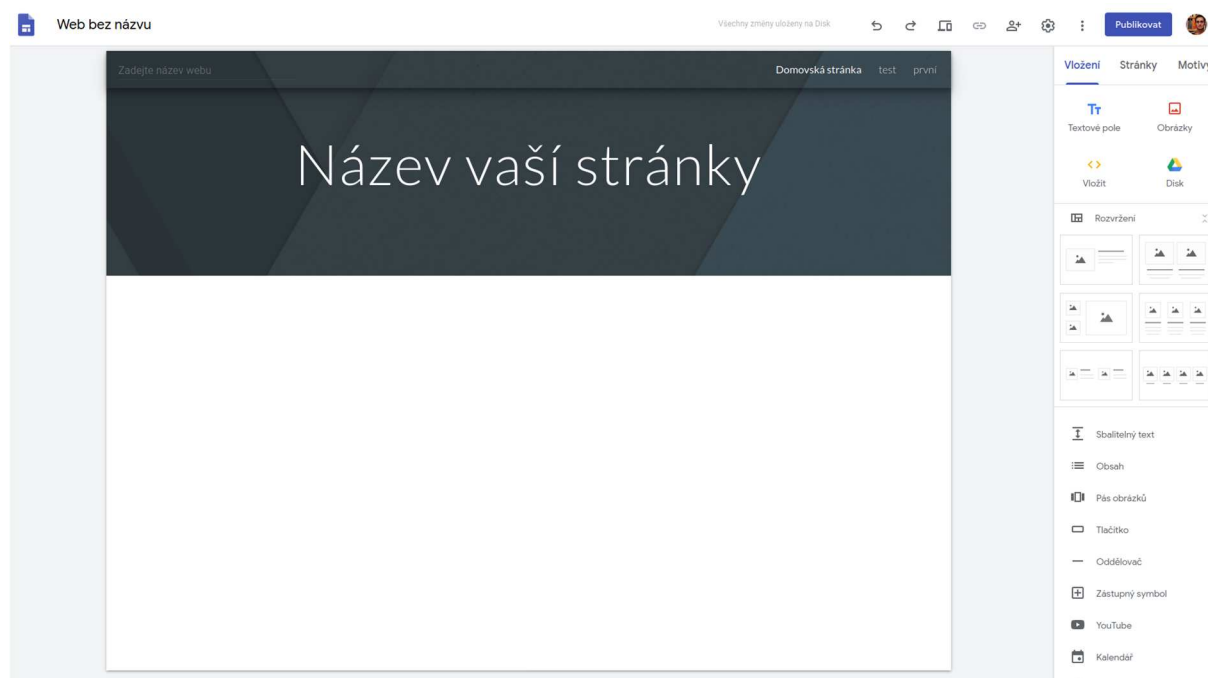 Web bez názvu
Všechny změny uloženy na Disk
Publikovat
Zadejte název webu
Domovská stránka test první
Název vaší stránky
Vložení Stránky Motivy
Textové pole Obrázky
Vložit Disk
Rozvržení
Sbalitelný text
Obsah
Pás obrázků
Tlačítko
Oddělovač
Zástupný symbol
YouTube
Kalendář